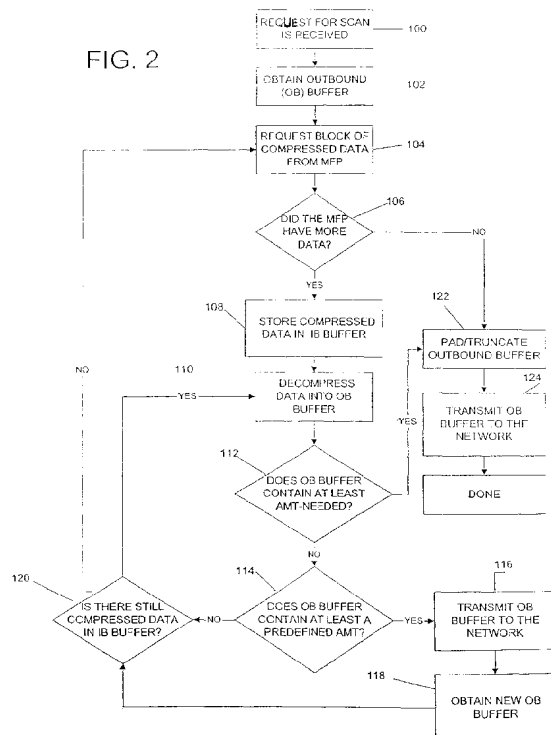 FIG. 2
REQUEST FOR SCAN
IS RECEIVED
100
OBTAIN OUTBOUND
(OB) BUFFER
102
REQUEST BLOCK OF
COMPRESSED DATA
FROM MFP
104
106
DID THE MFP
HAVE MORE
DATA?
NO
YES
108
STORE COMPRESSED
DATA IN IB BUFFER
122
PAD/TRUNCATE
OUTBOUND BUFFER
NO
110
YES
DECOMPRESS
DATA INTO OB
BUFFER
124
TRANSMIT OB
BUFFER TO THE
NETWORK
YES
112
DOES OB BUFFER
CONTAIN AT LEAST
AMT-NEEDED?
DONE
NO
114
116
120
IS THERE STILL
COMPRESSED DATA
IN IB BUFFER?
NO
DOES OB BUFFER
CONTAIN AT LEAST A
PREDEFINED AMT?
YES
TRANSMIT OB
BUFFER TO THE
NETWORK
118
OBTAIN NEW OB
BUFFER